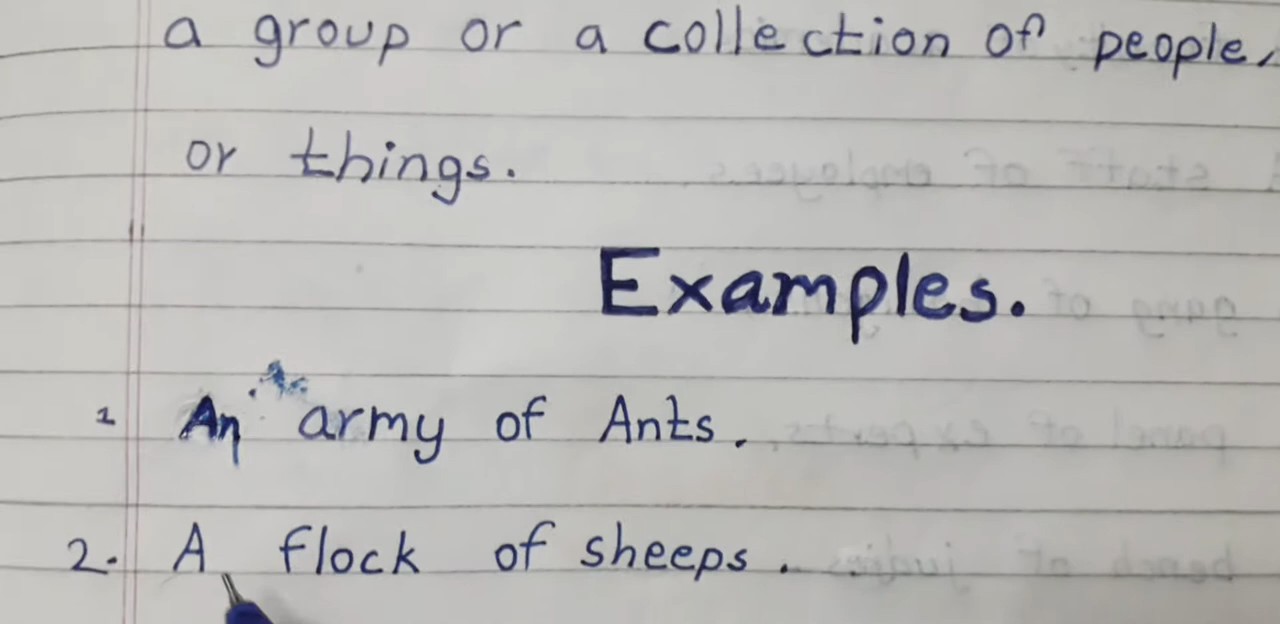 a group or a collection of people,
or things.
Examples.
1 An army of Ants.
2. A flock of sheeps.